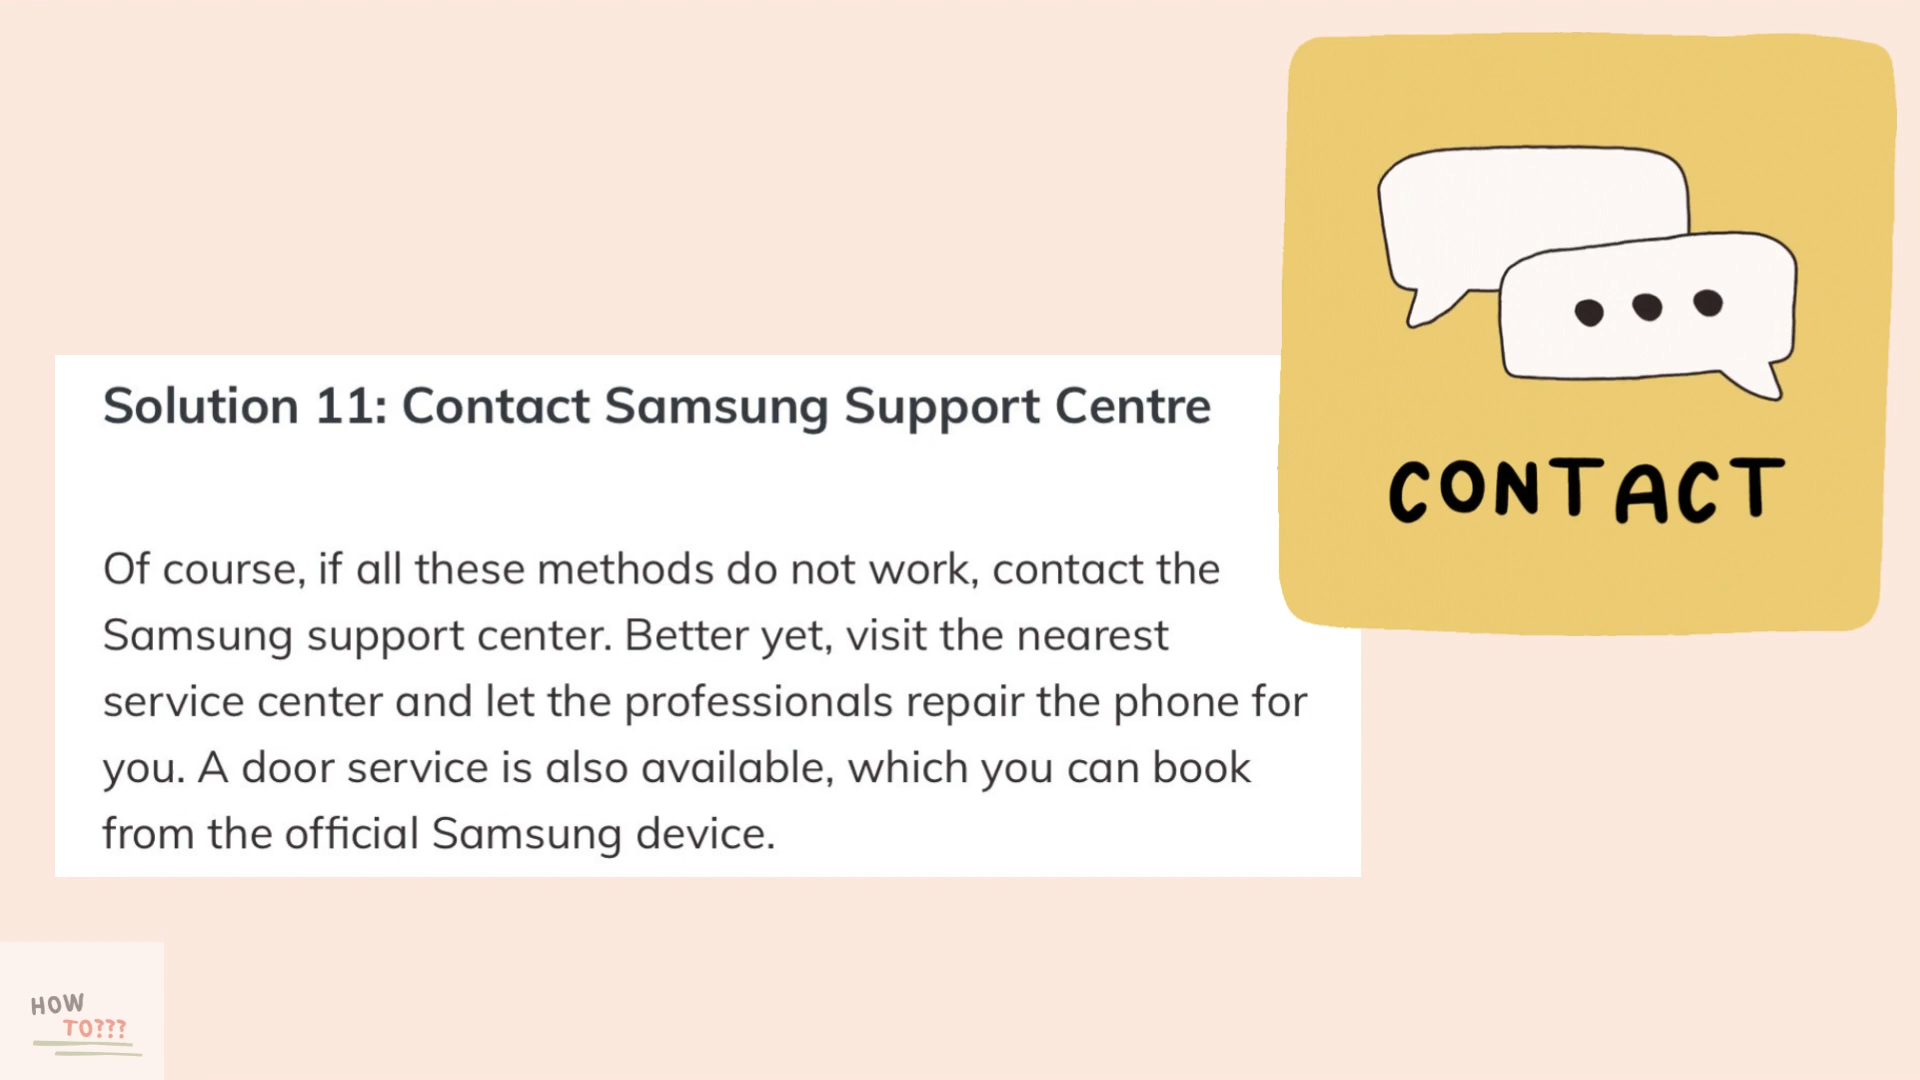 Solution 11: Contact Samsung Support Centre
Of course, if all these methods do not work, contact the
Samsung support center. Better yet, visit the nearest
service center and let the professionals repair the phone for
you. A door service is also available, which you can book
from the official Samsung device.
CONTACT
HOW
TO???